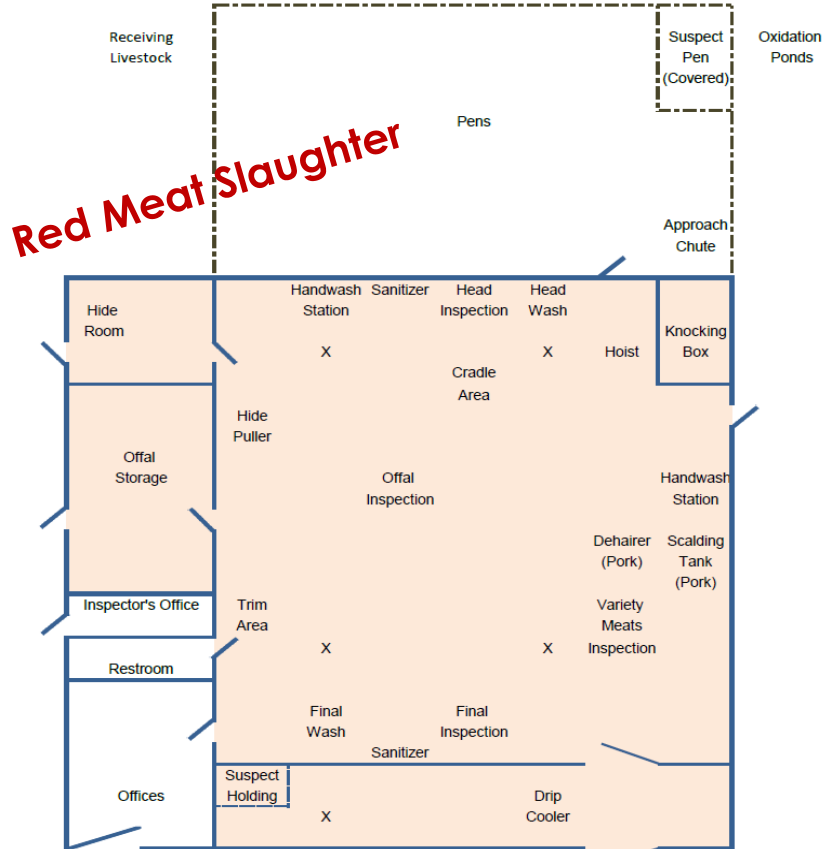 Receiving
Livestock
Suspect
Pen
(Covered)
Oxidation
Ponds
Pens
Red Meat Slaughter
Approach
Chute
Hide
Room
Handwash
Station
Sanitizer
Head
Inspection
Head
Wash
Knocking
Box
X
X
Hoist
Cradle
Area
Hide
Puller
Offal
Storage
Offal
Inspection
Handwash
Station
Dehairer
(Pork)
Scalding
Tank
(Pork)
Inspector's Office
Trim
Area
Variety
Meats
Inspection
X
X
Restroom
Final
Wash
Final
Inspection
Sanitizer
Suspect
Holding
Offices
X
Drip
Cooler